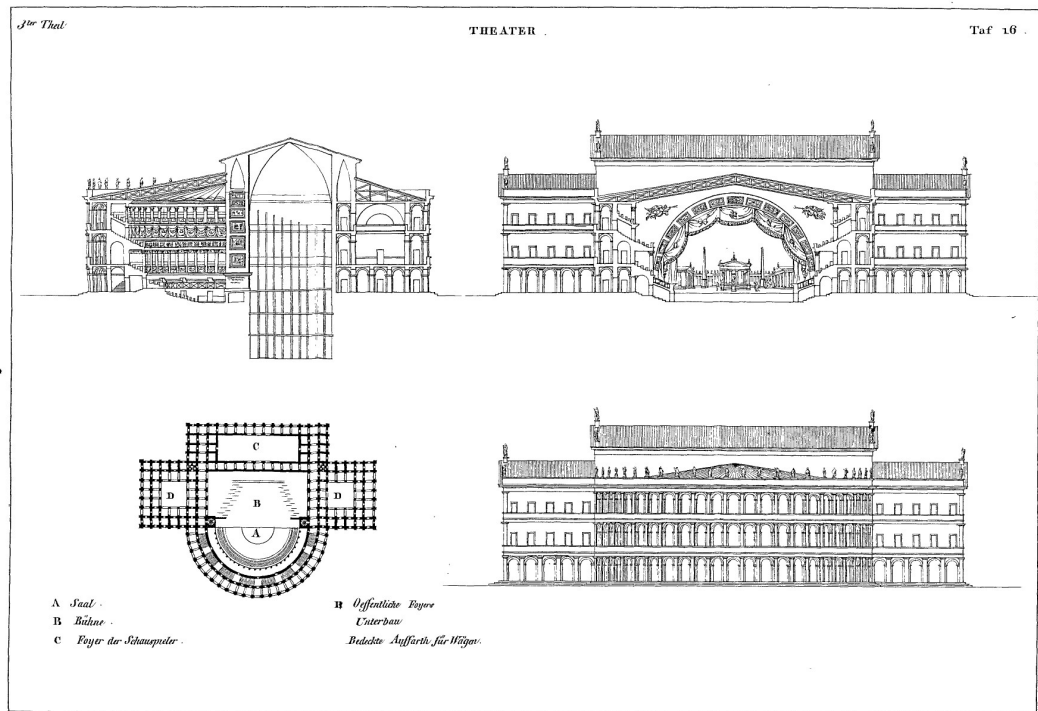 3ter Theil
THEATER .
Taf 16 .
C
D
D
B
A
A Saal .
B Bühne .
C Foyer der Schauspieler .
B Oeffentliche Foyers
Unterbau
Bedeckte Auffarth für Wägen.